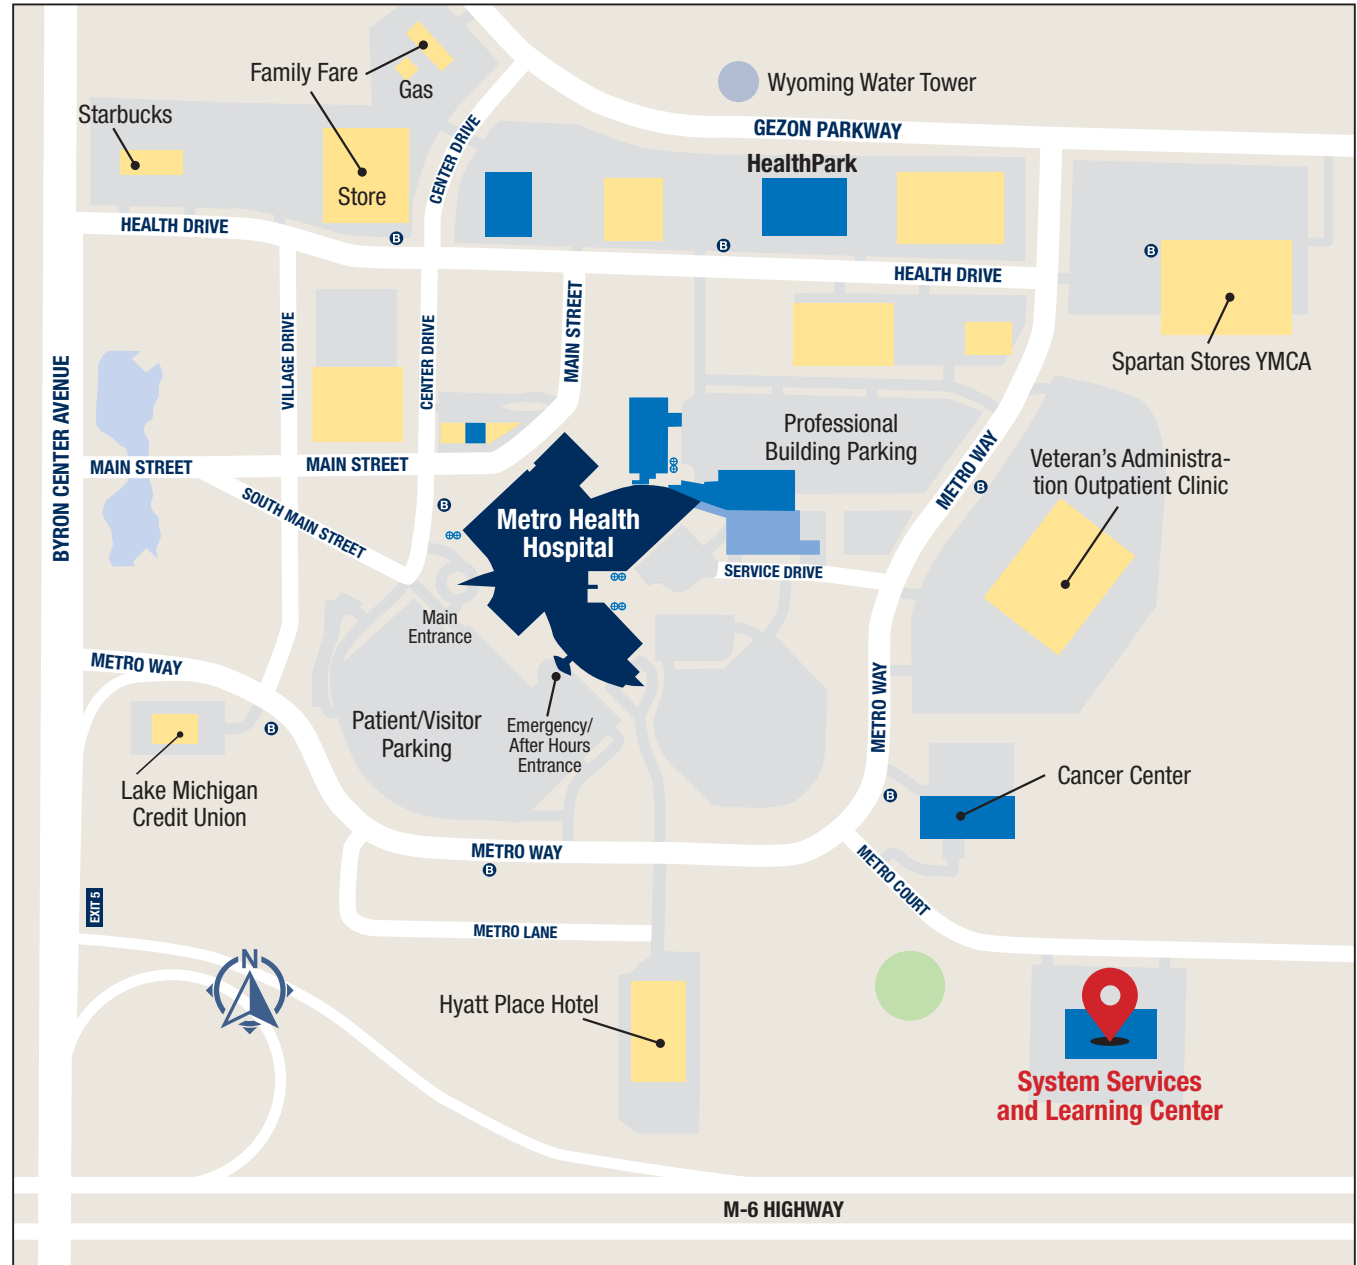 Family Fare
Gas
Starbucks
Store
Wyoming Water Tower
GEZON PARKWAY
HealthPark
CENTER DRIVE
HEALTH DRIVE
B
B
B
HEALTH DRIVE
Spartan Stores YMCA
VILLAGE DRIVE
CENTER DRIVE
MAIN STREET
BYRON CENTER AVENUE
MAIN STREET
MAIN STREET
SOUTH MAIN STREET
Professional
Building Parking
METRO WAY
B
Veteran's Administra-
tion Outpatient Clinic
B
Metro Health
Hospital
SERVICE DRIVE
Main
Entrance
METRO WAY
METRO WAY
Patient/Visitor
Parking
Emergency/
After Hours
Entrance
B
Lake Michigan
Credit Union
Cancer Center
B
METRO WAY
B
METRO COURT
EXIT 5
METRO LANE
N
Hyatt Place Hotel
System Services
and Learning Center
M-6 HIGHWAY